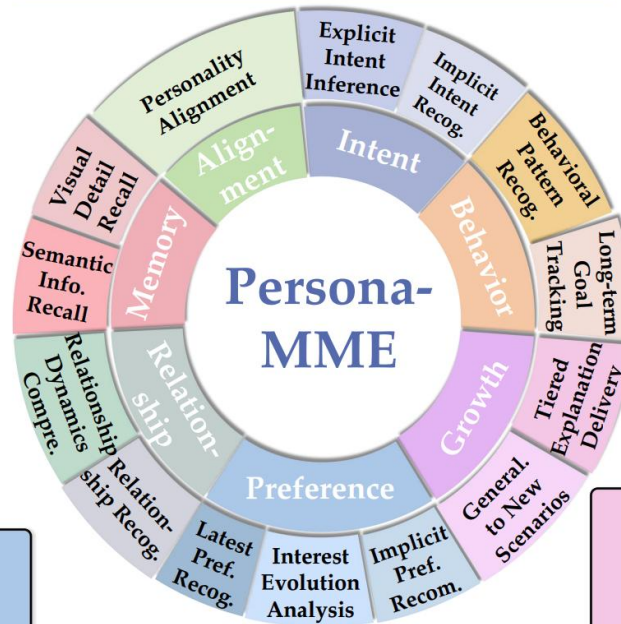 Persona-
MME
Intent
Explicit
Intent
Inference
Implicit
Intent
Recog.
Behavior
Behavioral
Pattern
Recog.
Long-term
Goal
Tracking
Growth
Tiered
Explanation
Delivery
General.
to New
Scenarios
Preference
Implicit
Pref.
Recom.
Interest
Evolution
Analysis
Latest
Pref.
Recog.
Relation-
ship
Relation-
ship Recog.
Relationship
Dynamics
Compre.
Memory
Semantic
Info.
Recall
Visual
Detail
Recall
Align-
ment
Personality
Alignment